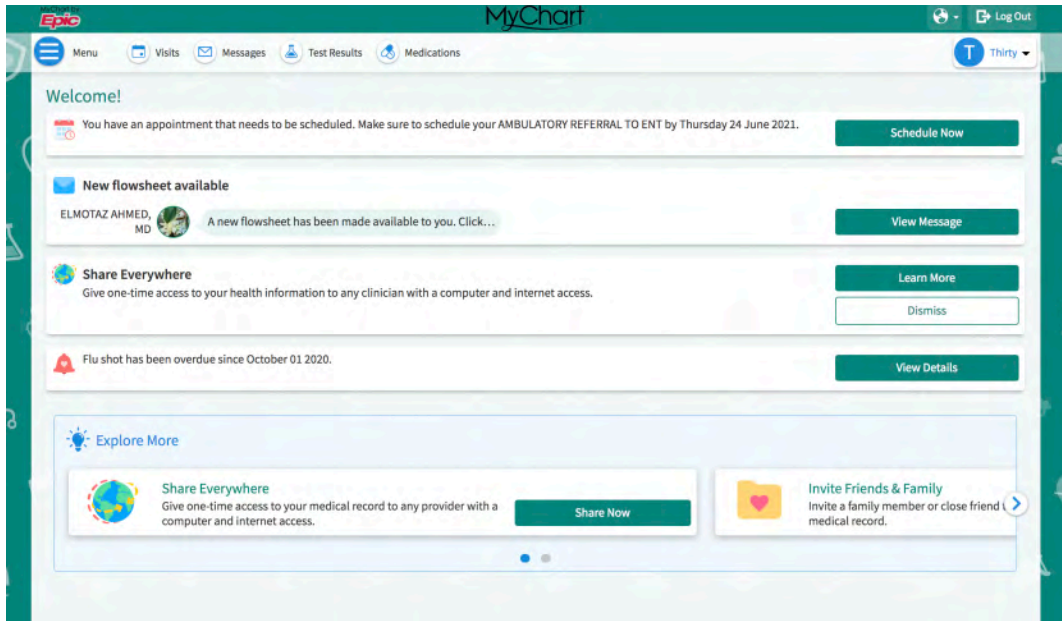 MyChart by
Epic
MyChart
Log Out
Menu
Visits
Messages
Test Results
Medications
T
Thirty
Welcome!
You have an appointment that needs to be scheduled. Make sure to schedule your AMBULATORY REFERRAL TO ENT by Thursday 24 June 2021.
Schedule Now
New flowsheet available
ELMOTAZ AHMED,
MD
A new flowsheet has been made available to you. Click...
View Message
Share Everywhere
Give one-time access to your health information to any clinician with a computer and internet access.
Learn More
Dismiss
Flu shot has been overdue since October 01 2020.
View Details
Explore More
Share Everywhere
Give one-time access to your medical record to any provider with a
computer and internet access.
Share Now
Invite Friends & Family
Invite a family member or close friend
medical record.